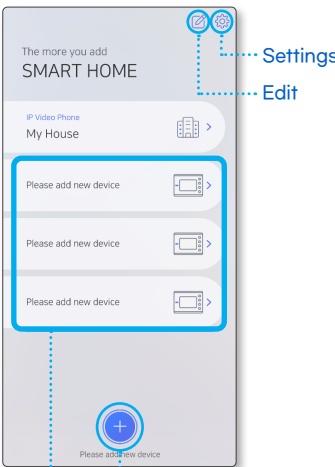 The more you add
SMART HOME
Settings
Edit
IP Video Phone
My House
Please add new device
Please add new device
Please add new device
Please add new device